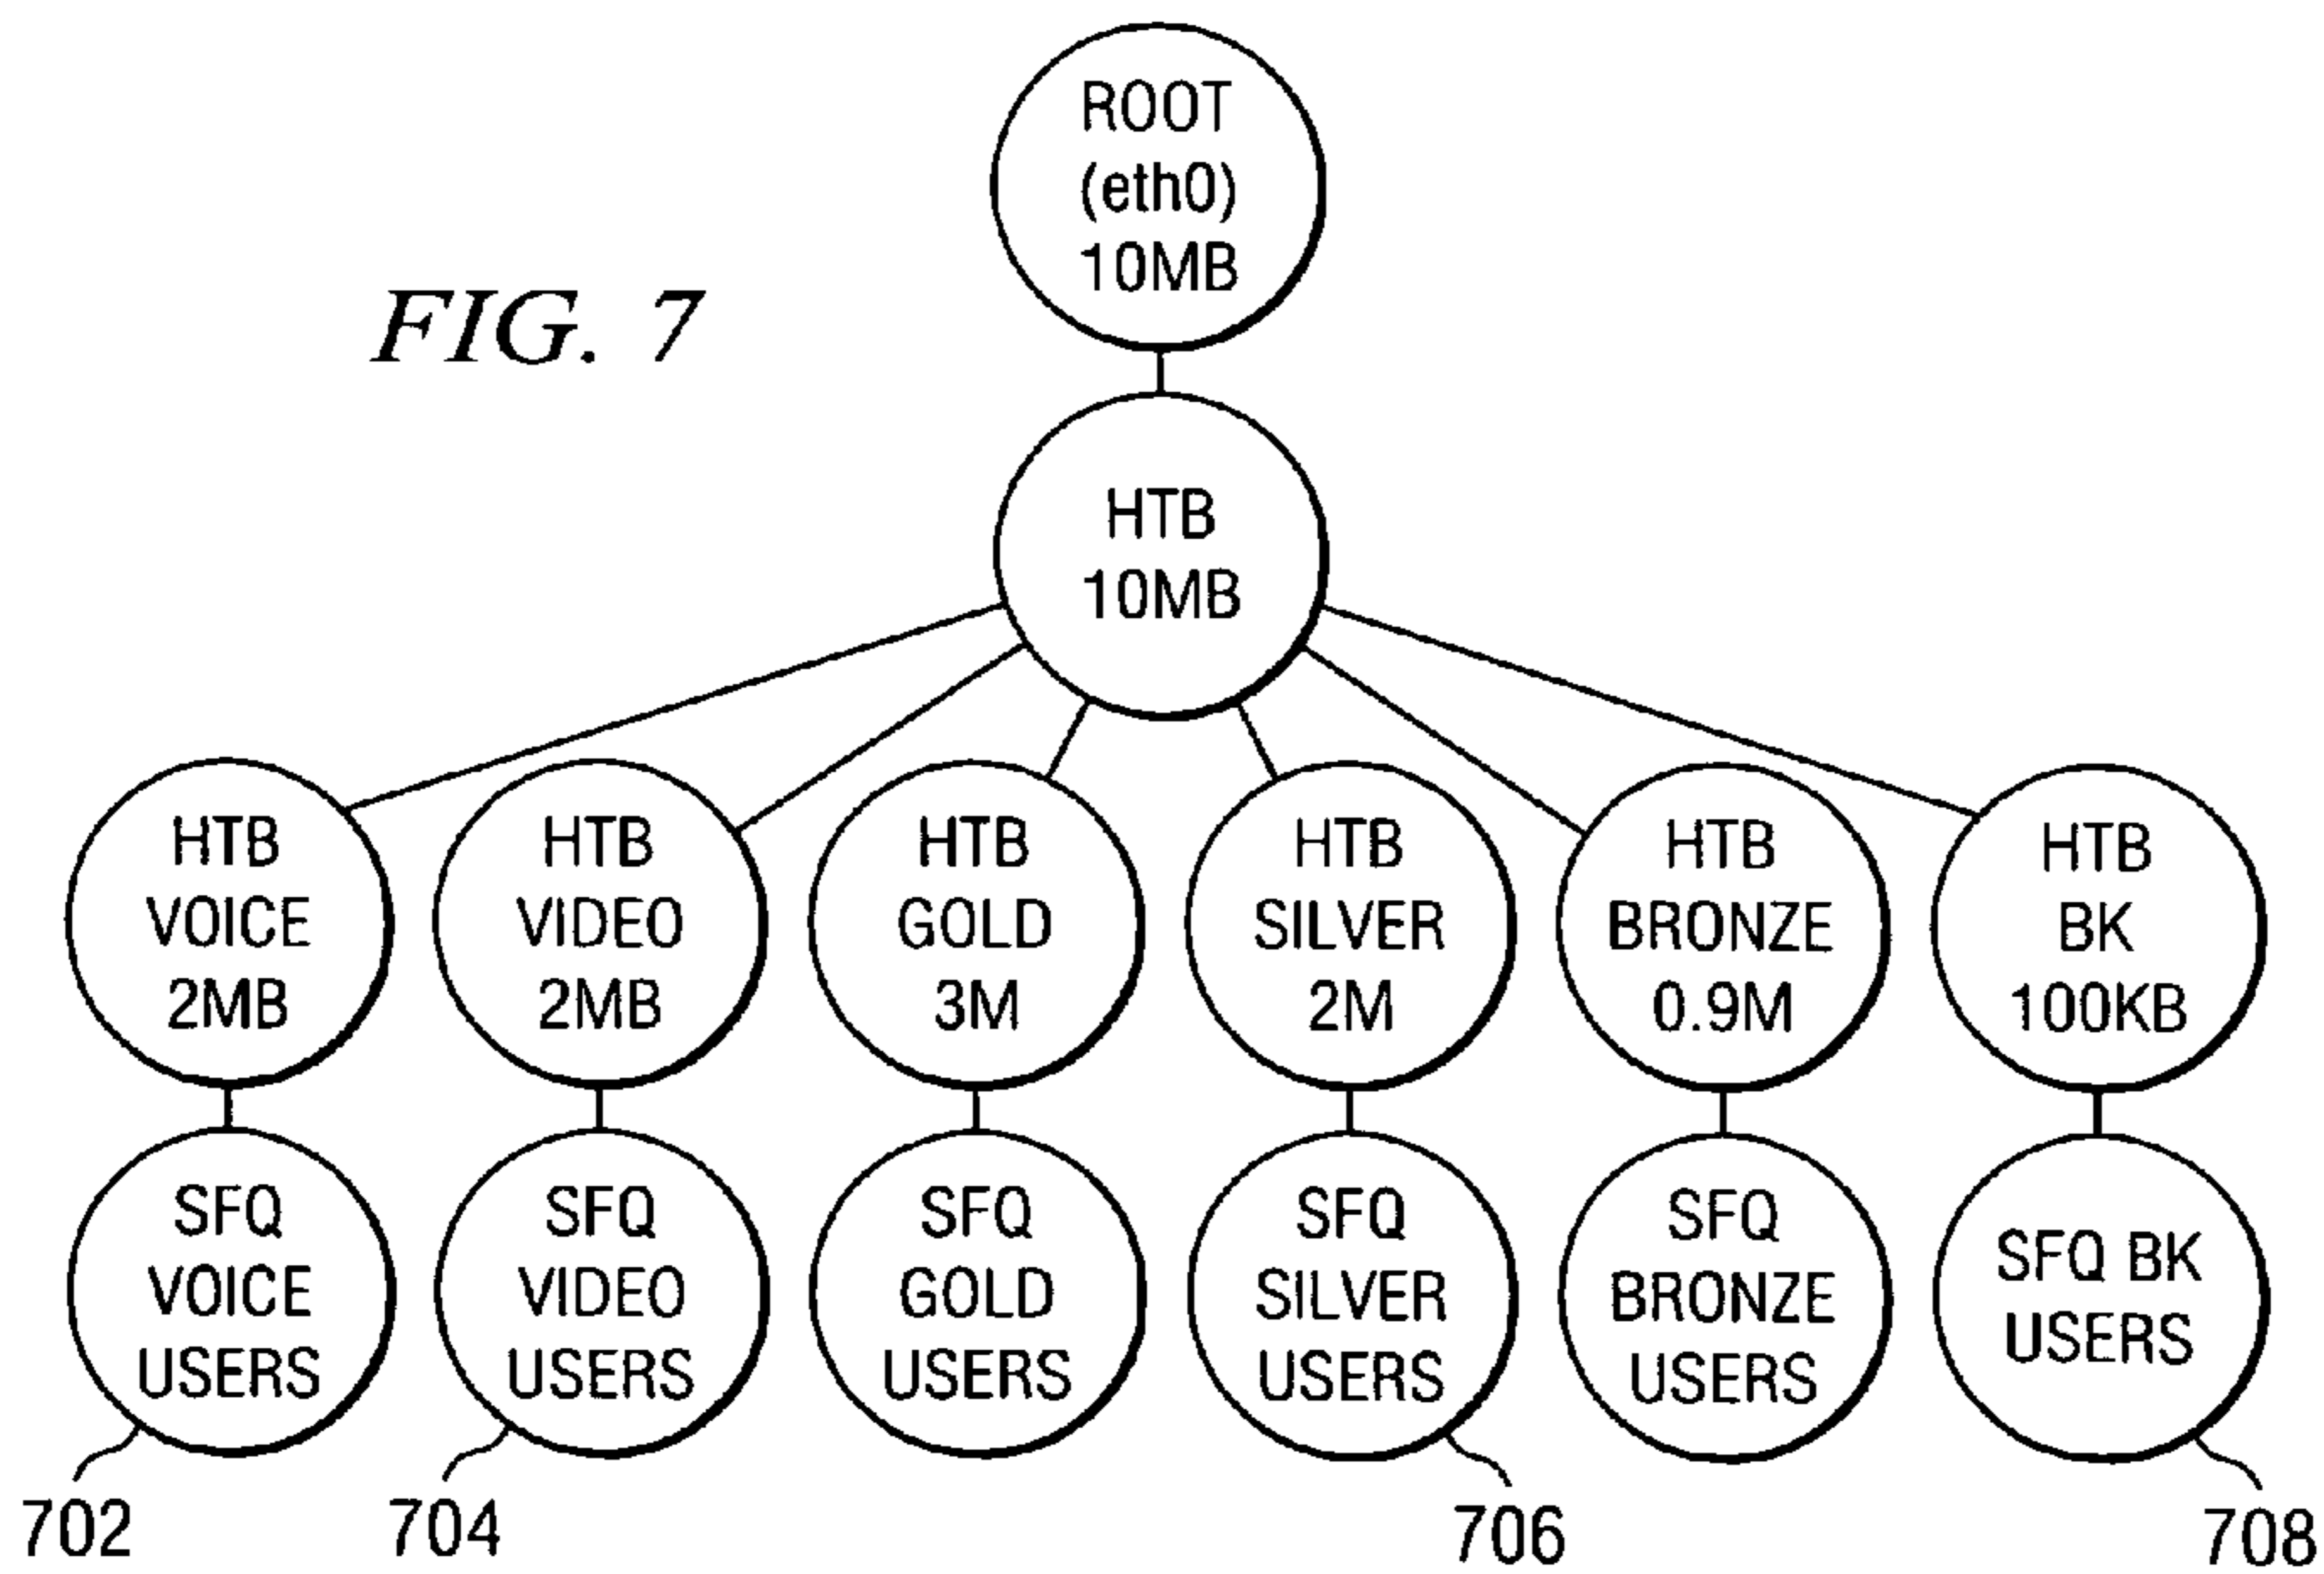 ROOT
(eth0)
10MB
FIG. 7
HTB
10MB
HTB
VOICE
2MB
HTB
VIDEO
2MB
HTB
GOLD
3M
HTB
SILVER
2M
HTB
BRONZE
0.9M
HTB
BK
100KB
SFQ
VOICE
USERS
SFQ
VIDEO
USERS
SFQ
GOLD
USERS
SFQ
SILVER
USERS
SFQ
BRONZE
USERS
SFQ BK
USERS
702
704
706
708